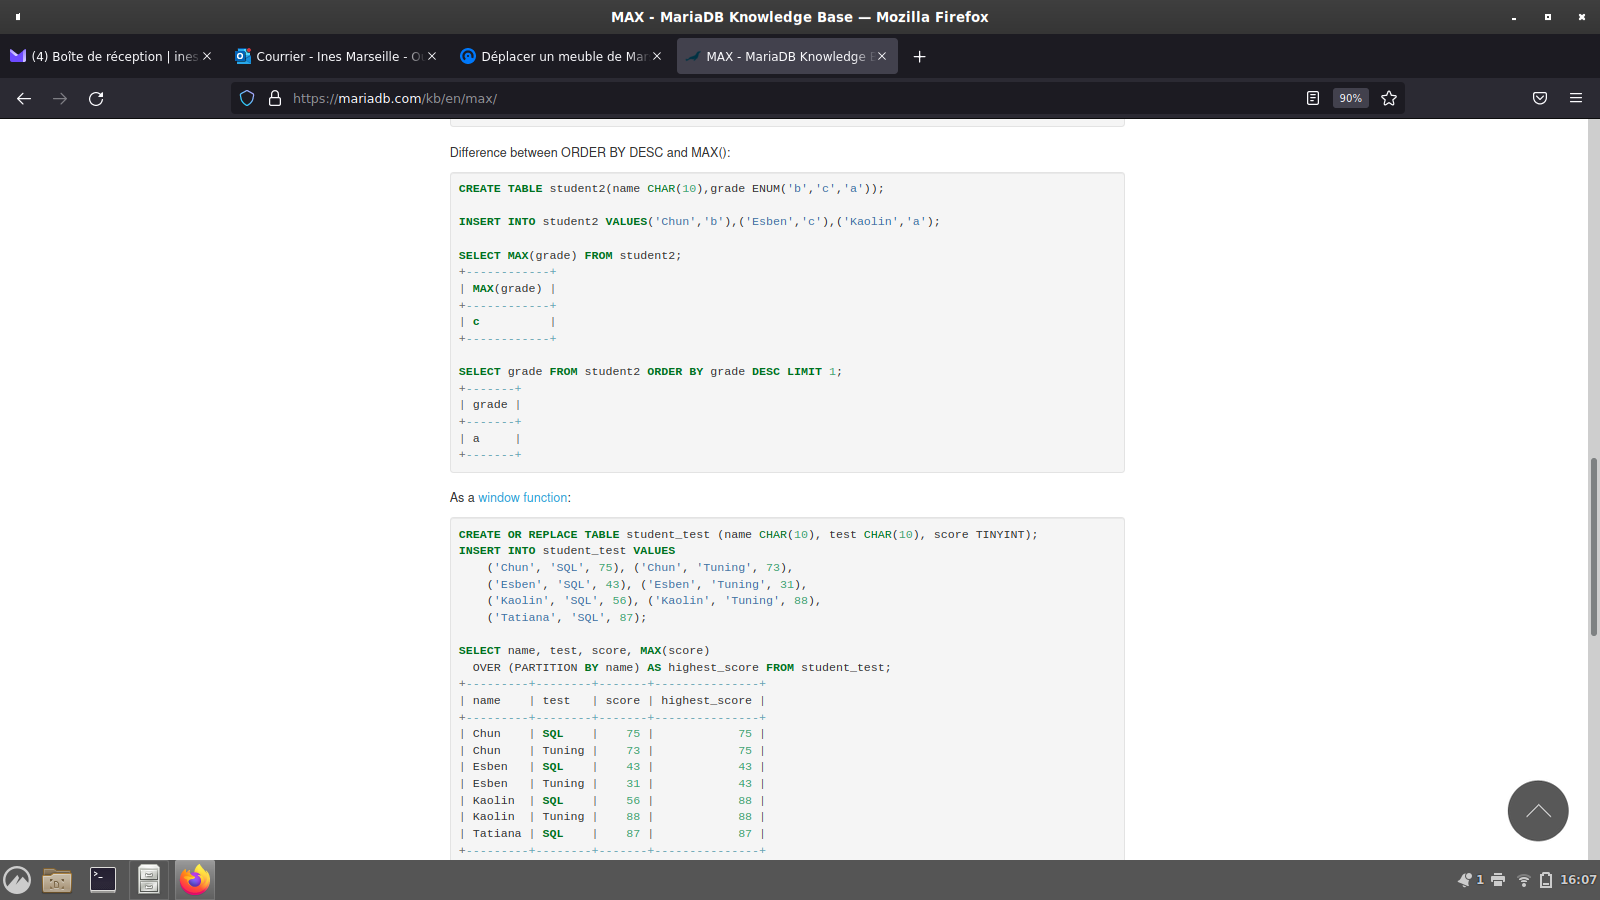 MAX - MariaDB Knowledge Base — Mozilla Firefox
(4) Boîte de réception | ines
Courrier - Ines Marseille - O
Déplacer un meuble de Mar
MAX - MariaDB Knowledge
https://mariadb.com/kb/en/max/
90%
Difference between ORDER BY DESC and MAX():
CREATE TABLE student2(name CHAR(10),grade ENUM('b','c','a'));
INSERT INTO student2 VALUES('Chun','b'),('Esben','c'),('Kaolin','a');
SELECT MAX(grade) FROM student2;
+------------+
| MAX(grade) |
+------------+
| c          |
+------------+
SELECT grade FROM student2 ORDER BY grade DESC LIMIT 1;
+-------+
| grade |
+-------+
| a     |
+-------+
As a window function:
CREATE OR REPLACE TABLE student_test (name CHAR(10), test CHAR(10), score TINYINT);
INSERT INTO student_test VALUES
    ('Chun', 'SQL', 75), ('Chun', 'Tuning', 73),
    ('Esben', 'SQL', 43), ('Esben', 'Tuning', 31),
    ('Kaolin', 'SQL', 56), ('Kaolin', 'Tuning', 88),
    ('Tatiana', 'SQL', 87);
SELECT name, test, score, MAX(score)
  OVER (PARTITION BY name) AS highest_score FROM student_test;
+---------+--------+-------+---------------+
| name    | test   | score | highest_score |
+---------+--------+-------+---------------+
| Chun    | SQL    |    75 |            75 |
| Chun    | Tuning |    73 |            75 |
| Esben   | SQL    |    43 |            43 |
| Esben   | Tuning |    31 |            43 |
| Kaolin  | SQL    |    56 |            88 |
| Kaolin  | Tuning |    88 |            88 |
| Tatiana | SQL    |    87 |            87 |
+---------+--------+-------+---------------+
1
16:07